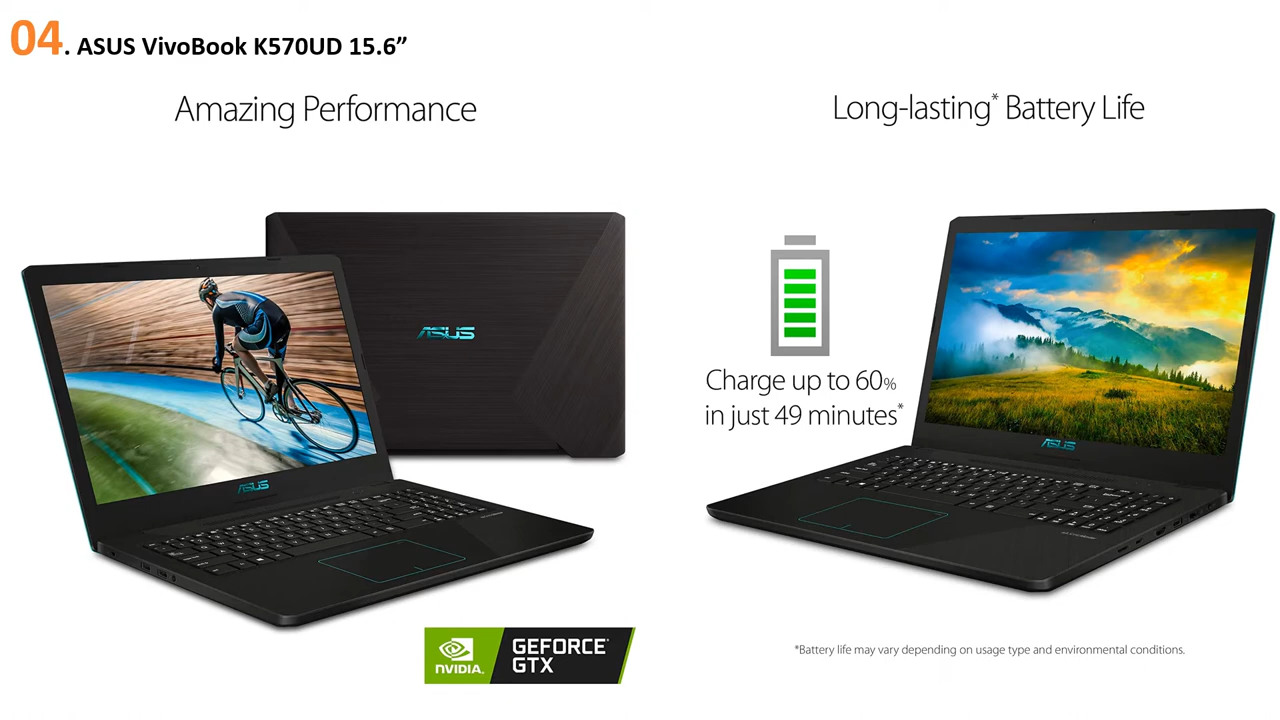 04. ASUS VivoBook K570UD 15.6”
Amazing Performance
Long-lasting* Battery Life
ASUS
ASUS
Charge up to 60%
in just 49 minutes*
ASUS
NVIDIA.
GEFORCE®
GTX
*Battery life may vary depending on usage type and environmental conditions.